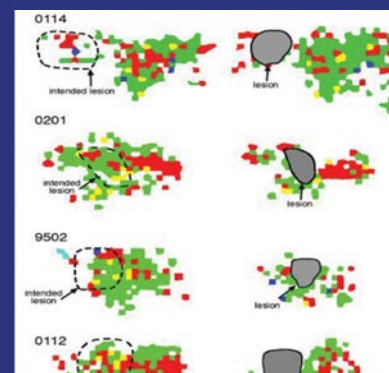 0114
intended lesion
lesion
0201
intended
lesion
lesion
9502
intended
lesion
lesion
0112